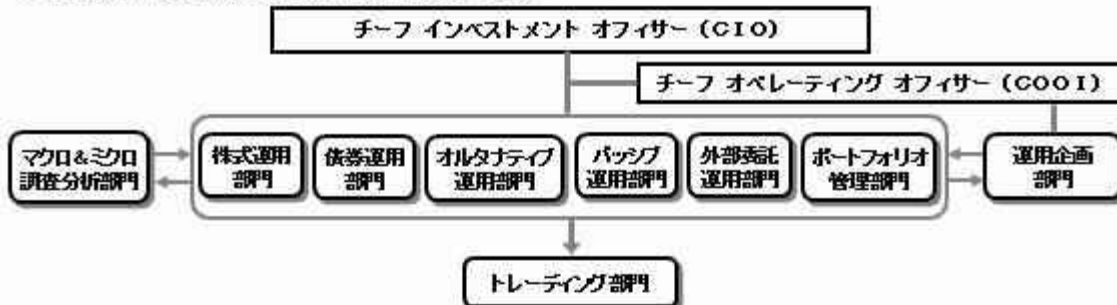 チーフ インベストメント オフィサー (CIO)
チーフ オペレーティング オフィサー (COOI)
マクロ&ミクロ
調査分析部門
株式運用
部門
債券運用
部門
オルタナティブ
運用部門
パッシブ
運用部門
外部委託
運用部門
ポートフォリオ
管理部門
運用企画
部門
トレーディング部門